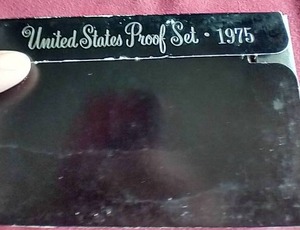 United States Proof Set • 1975